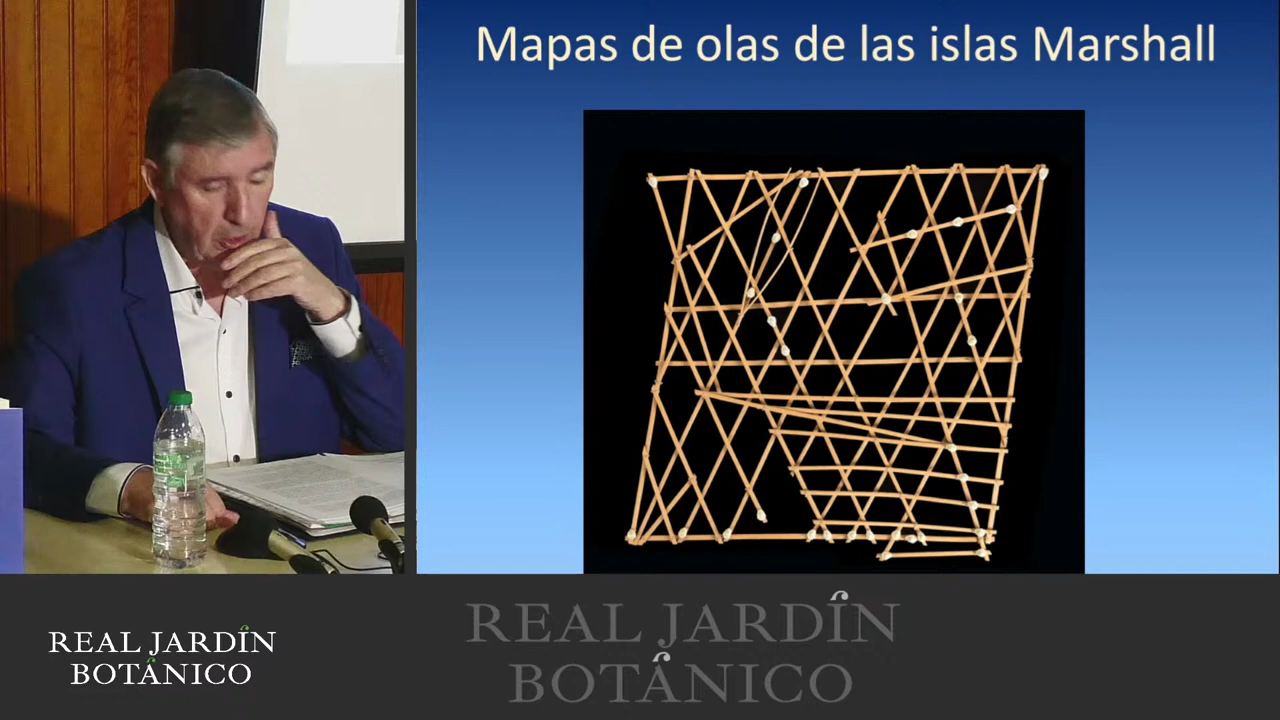 Mapas de olas de las islas Marshall
REAL JARDÍN
BOTÁNICO
REAL JARDÍN
BOTÁNICO